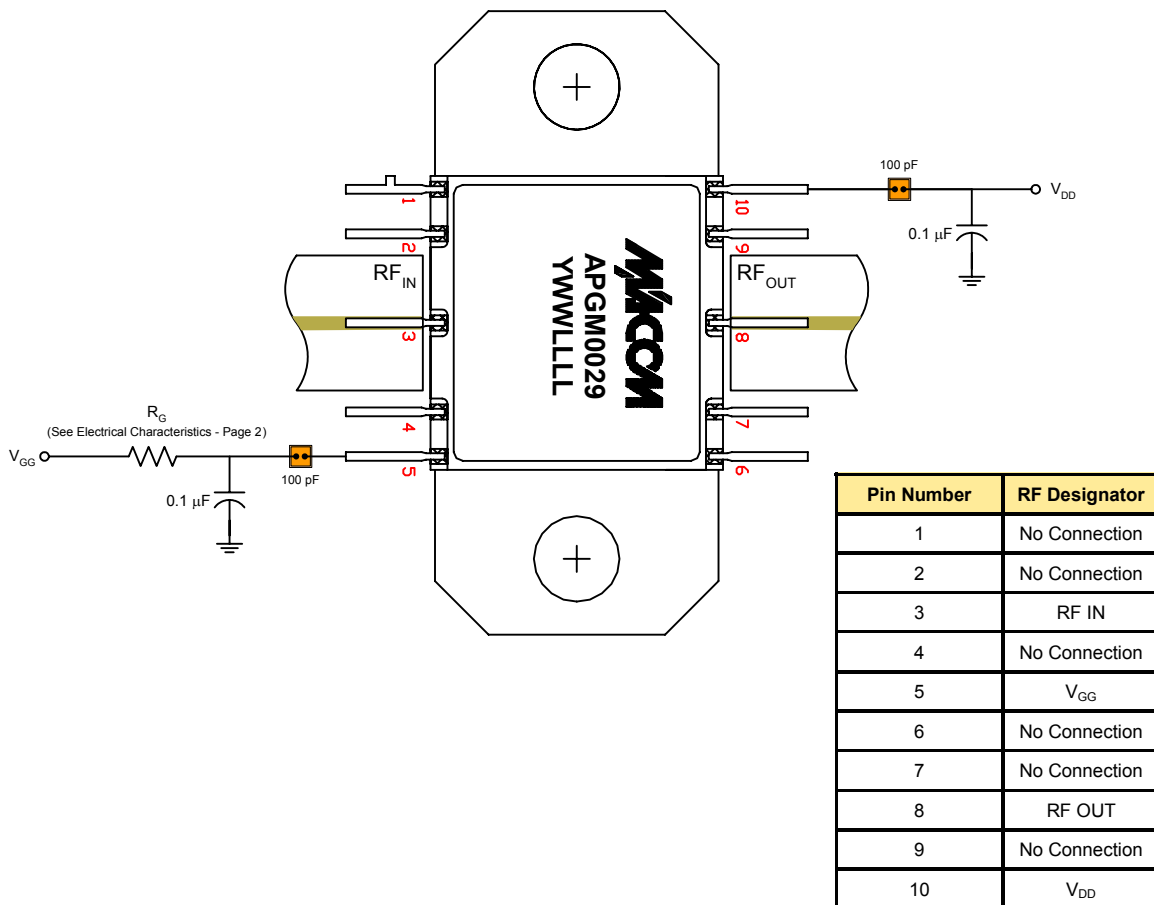 100 pF
V_DD
0.1 μF
1
2
3
4
5
10
9
8
7
6
RF_IN
RF_OUT
M/A-COM
APGM0029
YWWLLLL
R_G
(See Electrical Characteristics - Page 2)
V_GG
100 pF
0.1 μF
Pin Number RF Designator
1 No Connection
2 No Connection
3 RF IN
4 No Connection
5 V_GG
6 No Connection
7 No Connection
8 RF OUT
9 No Connection
10 V_DD